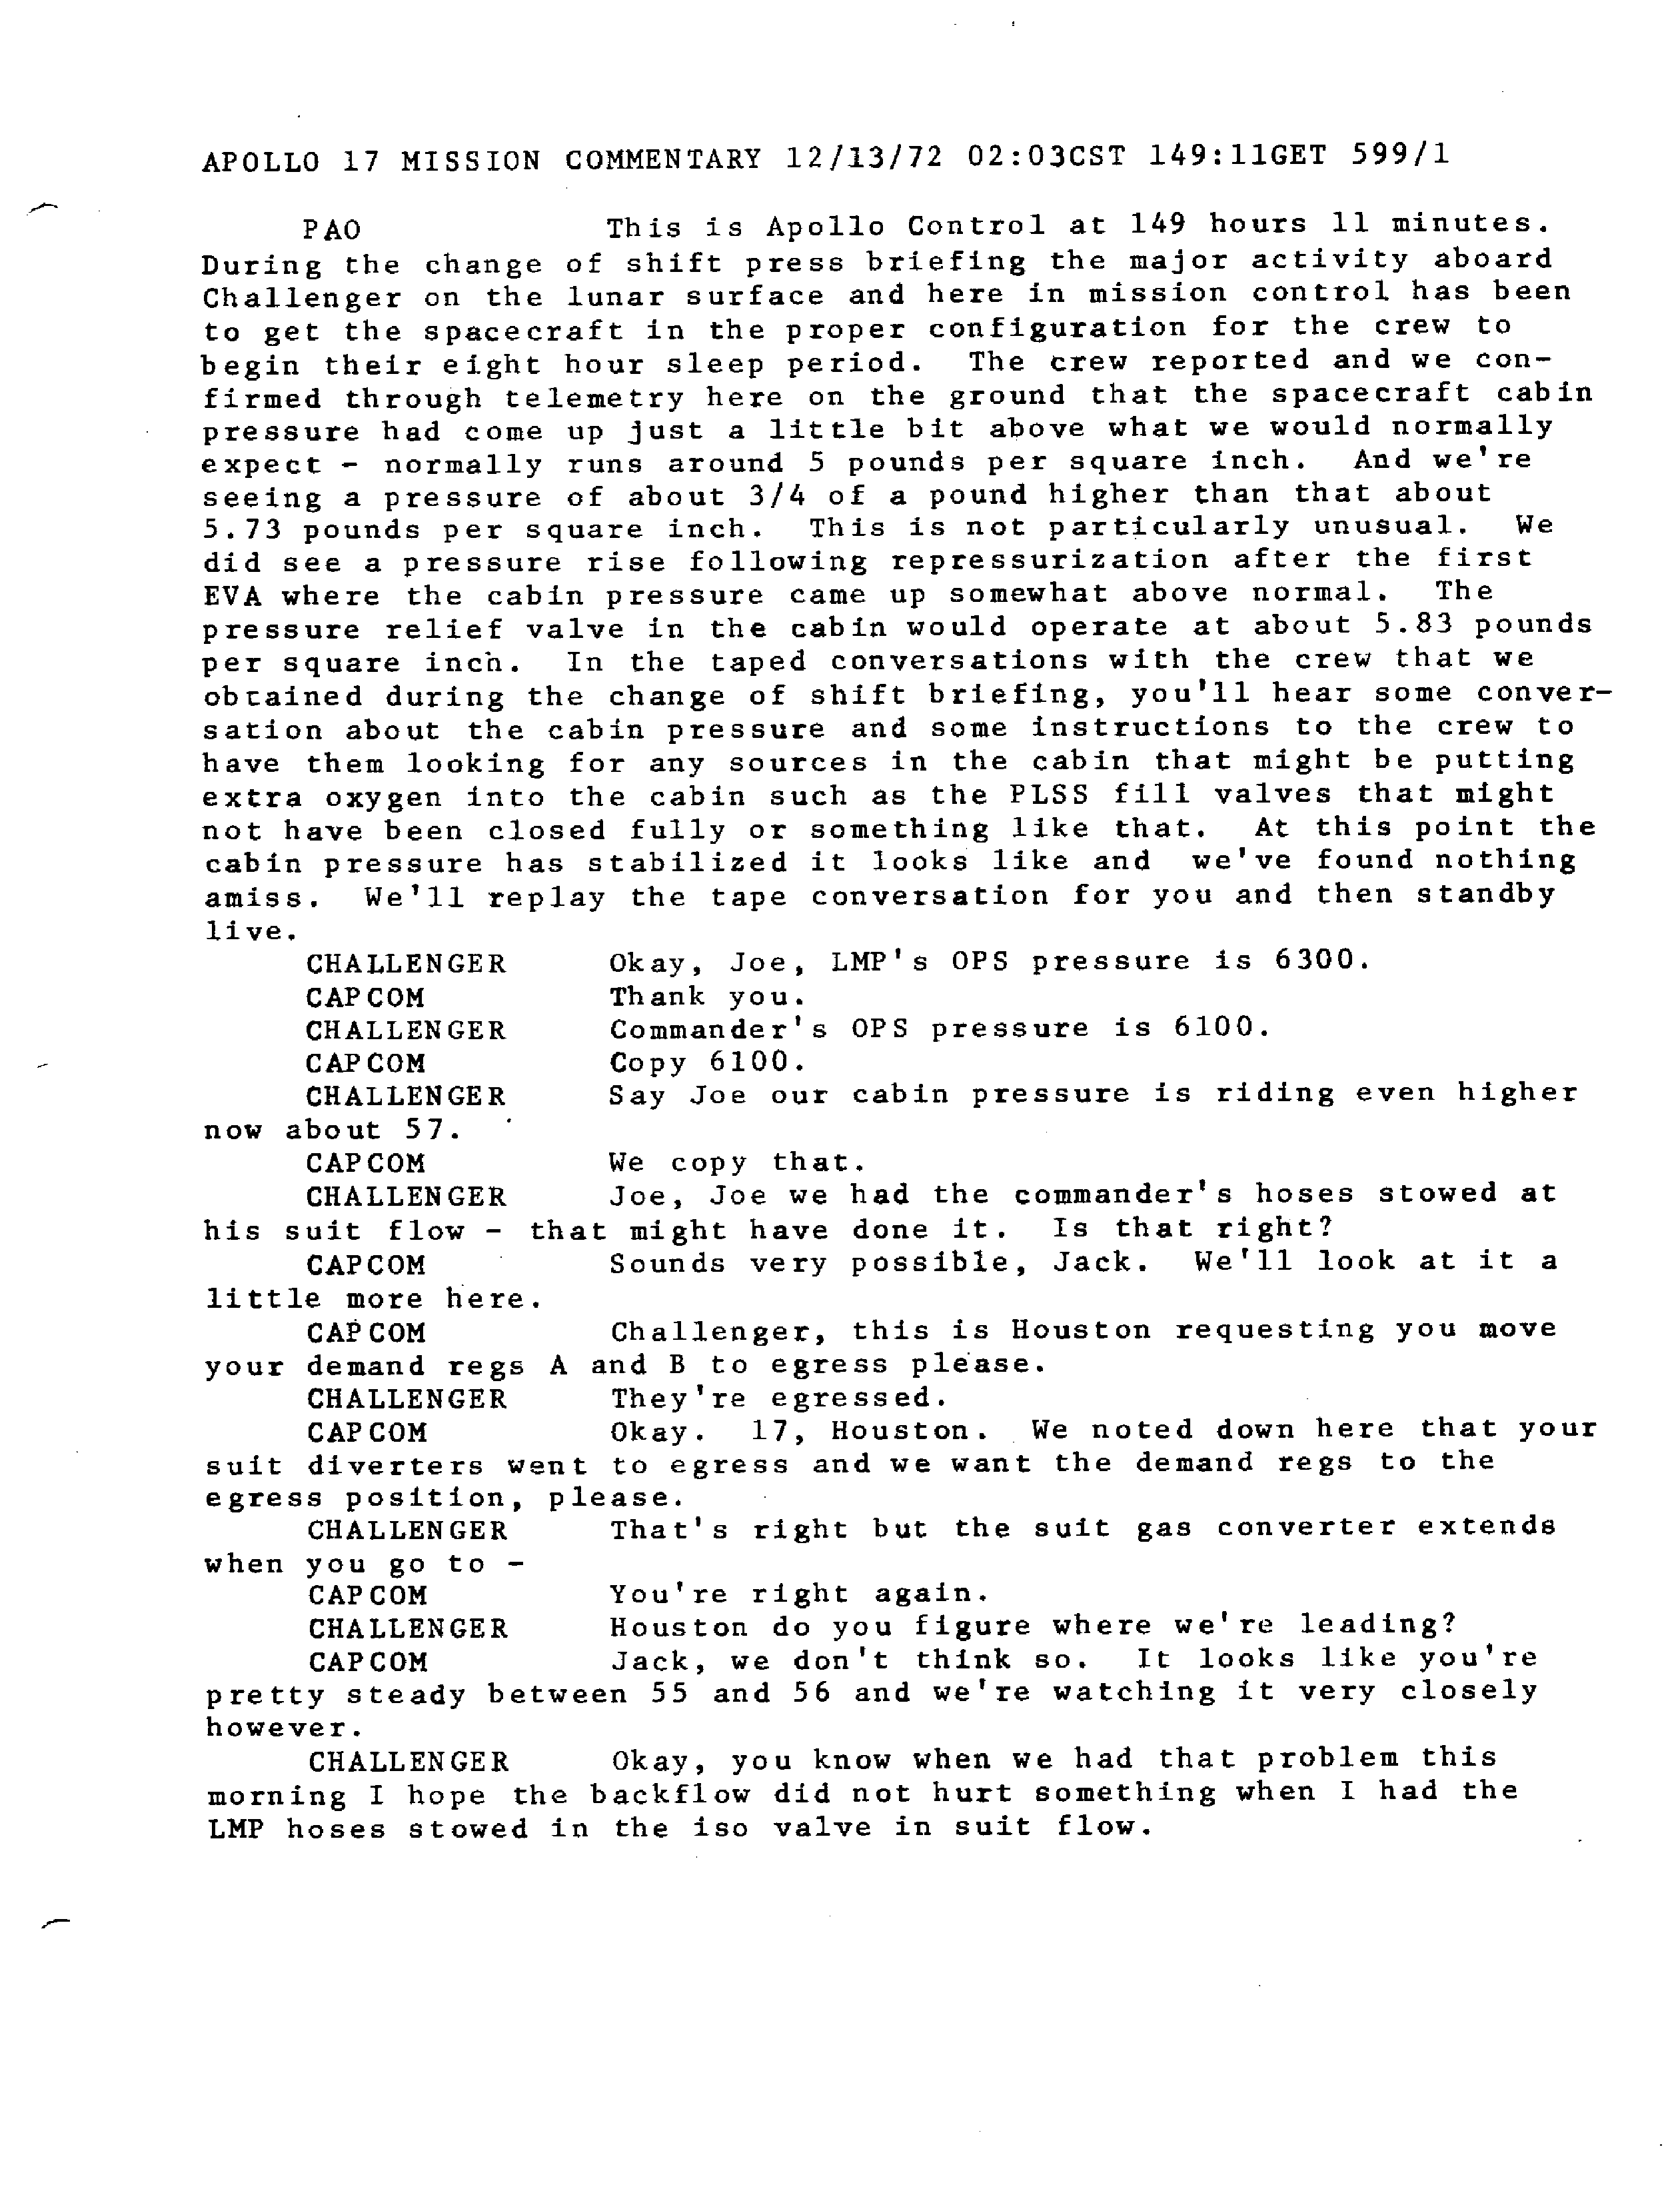 APOLLO 17 MISSION COMMENTARY 12/13/72 02:03CST 149:11GET 599/1
PAO This is Apollo Control at 149 hours 11 minutes.
During the change of shift press briefing the major activity aboard
Challenger on the lunar surface and here in mission control has been
to get the spacecraft in the proper configuration for the crew to
begin their eight hour sleep period. The crew reported and we con-
firmed through telemetry here on the ground that the spacecraft cabin
pressure had come up just a little bit above what we would normally
expect - normally runs around 5 pounds per square inch. And we're
seeing a pressure of about 3/4 of a pound higher than that about
5.73 pounds per square inch. This is not particularly unusual. We
did see a pressure rise following repressurization after the first
EVA where the cabin pressure came up somewhat above normal. The
pressure relief valve in the cabin would operate at about 5.83 pounds
per square inch. In the taped conversations with the crew that we
obtained during the change of shift briefing, you'll hear some conver-
sation about the cabin pressure and some instructions to the crew to
have them looking for any sources in the cabin that might be putting
extra oxygen into the cabin such as the PLSS fill valves that might
not have been closed fully or something like that. At this point the
cabin pressure has stabilized it looks like and we've found nothing
amiss. We'll replay the tape conversation for you and then standby
live.
CHALLENGER Okay, Joe, LMP's OPS pressure is 6300.
CAPCOM Thank you.
CHALLENGER Commander's OPS pressure is 6100.
CAPCOM Copy 6100.
CHALLENGER Say Joe our cabin pressure is riding even higher
now about 57.
CAPCOM We copy that.
CHALLENGER Joe, Joe we had the commander's hoses stowed at
his suit flow - that might have done it. Is that right?
CAPCOM Sounds very possible, Jack. We'll look at it a
little more here.
CAPCOM Challenger, this is Houston requesting you move
your demand regs A and B to egress please.
CHALLENGER They're egressed.
CAPCOM Okay. 17, Houston. We noted down here that your
suit diverters went to egress and we want the demand regs to the
egress position, please.
CHALLENGER That's right but the suit gas converter extends
when you go to -
CAPCOM You're right again.
CHALLENGER Houston do you figure where we're leading?
CAPCOM Jack, we don't think so. It looks like you're
pretty steady between 55 and 56 and we're watching it very closely
however.
CHALLENGER Okay, you know when we had that problem this
morning I hope the backflow did not hurt something when I had the
LMP hoses stowed in the iso valve in suit flow.